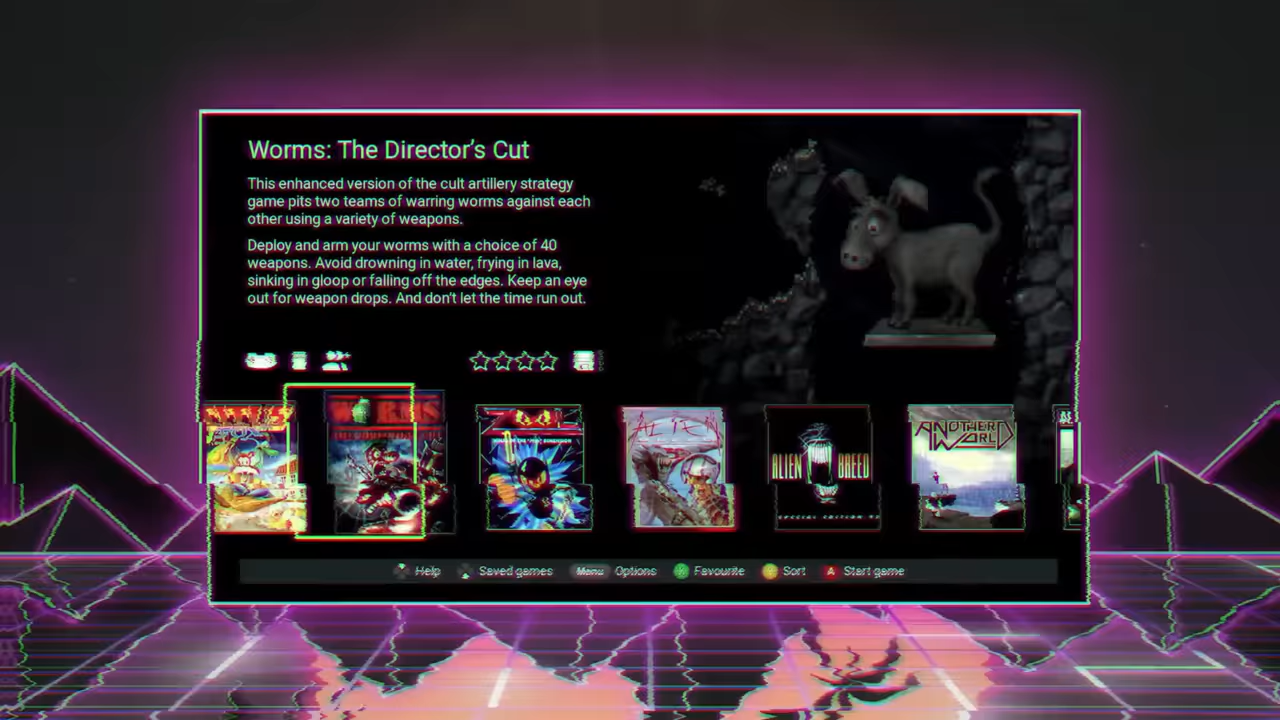 Worms: The Director's Cut
This enhanced version of the cult artillery strategy
game pits two teams of warring worms against each
other using a variety of weapons.
Deploy and arm your worms with a choice of 40
weapons. Avoid drowning in water, frying in lava,
sinking in gloop or falling off the edges. Keep an eye
out for weapon drops. And don't let the time run out.
WORMS
ALIEN
ALIEN BREED
SPECIAL EDITION 92
ANOTHER
WORLD
Help Saved games Menu Options Favourite Sort A Start game